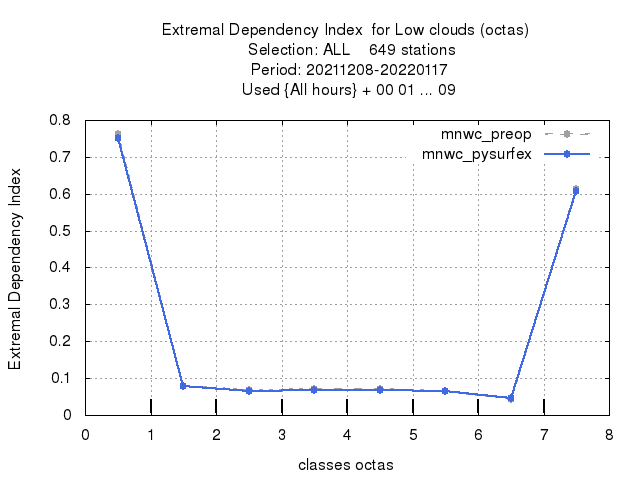 Extremal Dependency Index  for Low clouds (octas)
Selection: ALL    649 stations
Period: 20211208-20220117
Used {All hours} + 00 01 ... 09
mnwc_preop
mnwc_pysurfex
Extremal Dependency Index
0.8
0.7
0.6
0.5
0.4
0.3
0.2
0.1
0
0 1 2 3 4 5 6 7 8
classes octas